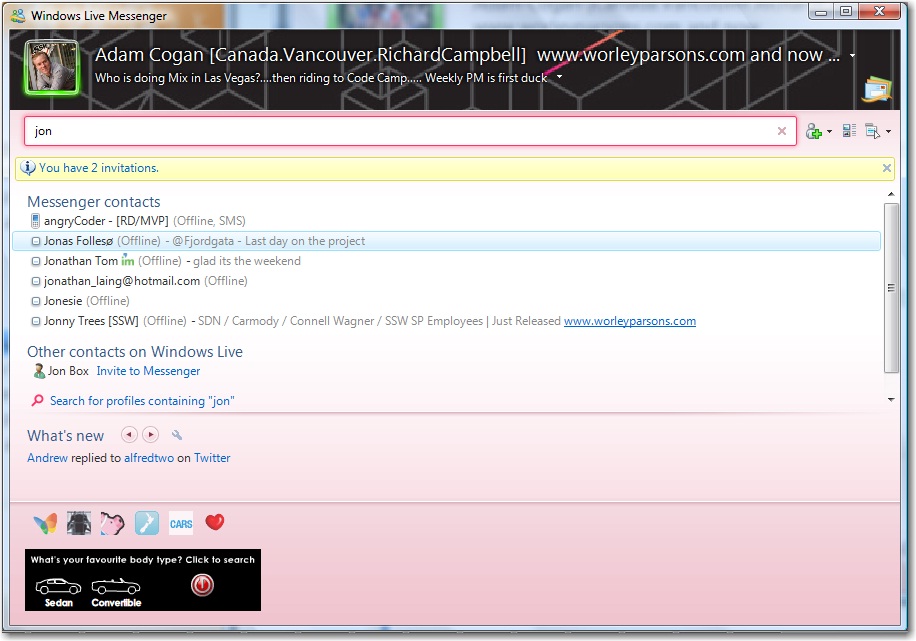 Windows Live Messenger
Adam Cogan [Canada.Vancouver.RichardCampbell] www.worleyparsons.com and now ...
Who is doing Mix in Las Vegas?....then riding to Code Camp..... Weekly PM is first duck
jon
You have 2 invitations.
Messenger contacts
angryCoder - [RD/MVP] (Offline, SMS)
Jonas Follesø (Offline) - @Fjordgata - Last day on the project
Jonathan Tom im (Offline) - glad its the weekend
jonathan_laing@hotmail.com (Offline)
Jonesie (Offline)
Jonny Trees [SSW] (Offline) - SDN / Carmody / Connell Wagner / SSW SP Employees | Just Released www.worleyparsons.com
Other contacts on Windows Live
Jon Box Invite to Messenger
Search for profiles containing "jon"
What's new
Andrew replied to alfredtwo on Twitter
CARS
What's your favourite body type? Click to search
Sedan Convertible